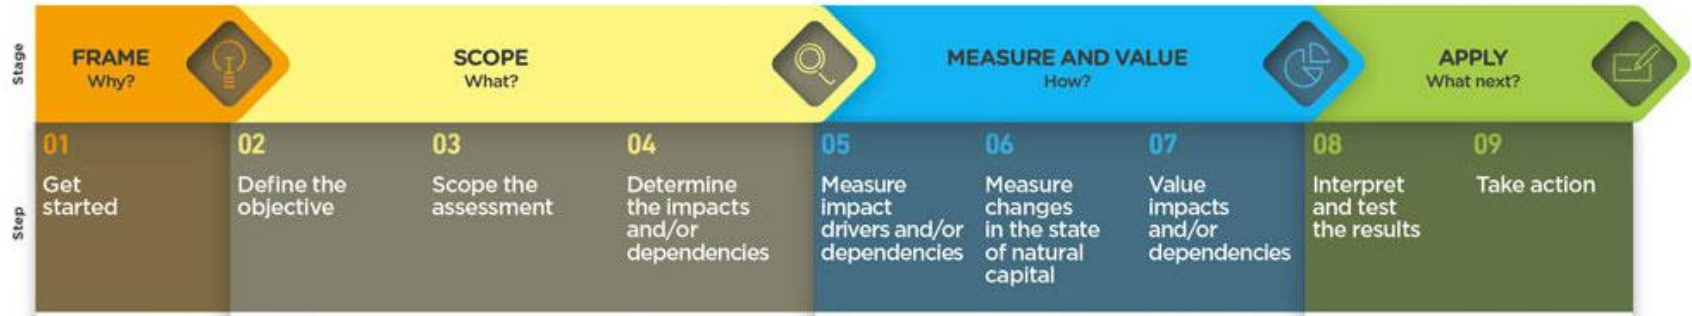 Stage
FRAME
Why?
SCOPE
What?
MEASURE AND VALUE
How?
APPLY
What next?
Step
01
Get
started
02
Define the
objective
03
Scope the
assessment
04
Determine
the impacts
and/or
dependencies
05
Measure
impact
drivers and/or
dependencies
06
Measure
changes
in the state
of natural
capital
07
Value
impacts
and/or
dependencies
08
Interpret
and test
the results
09
Take action